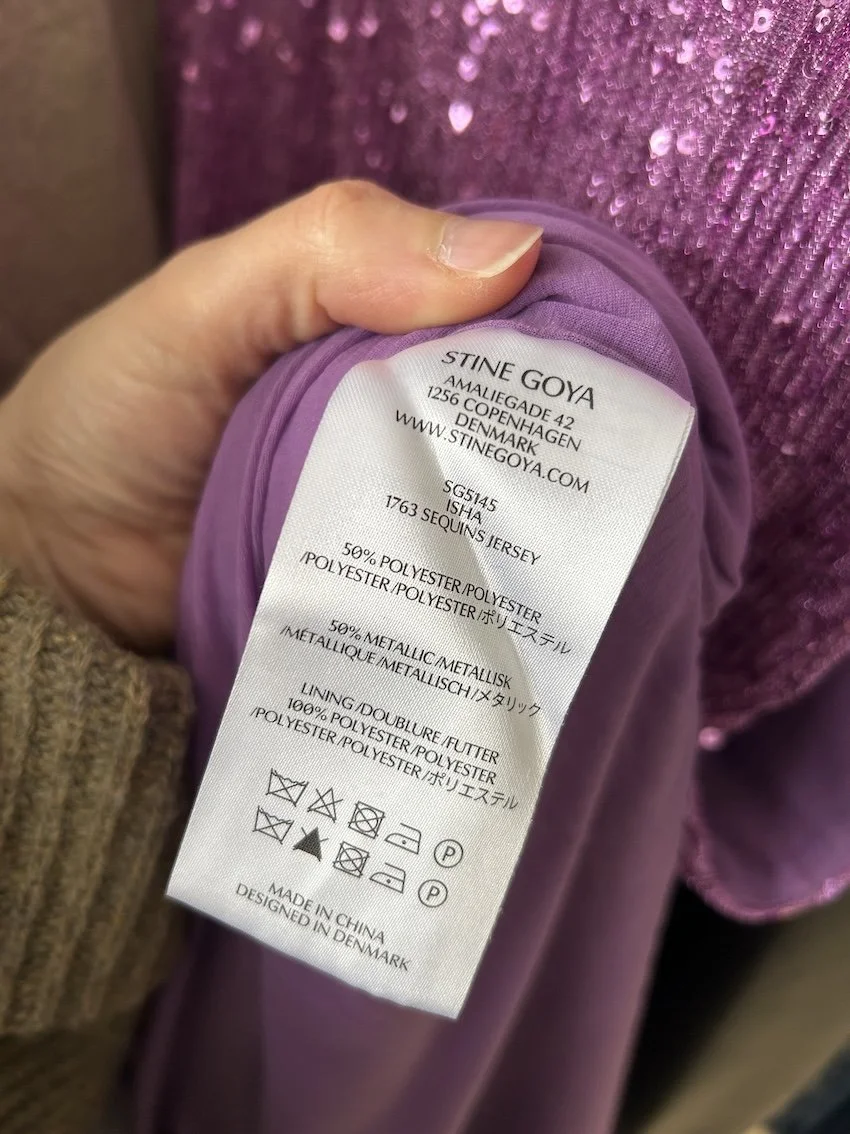 STINE GOYA
AMALIEGADE 42
1256 COPENHAGEN
DENMARK
WWW.STINEGOYA.COM
SG5145
ISHA
1763 SEQUINS JERSEY
50% POLYESTER/POLYESTER
/POLYESTER/POLYESTER/ポリエステル
50% METALLIC/METALLISK
/MÉTALLIQUE/METALLISCH/メタリック
LINING/DOUBLURE/FUTTER
100% POLYESTER/POLYESTER
/POLYESTER/POLYESTER/ポリエステル
P
P
MADE IN CHINA
DESIGNED IN DENMARK